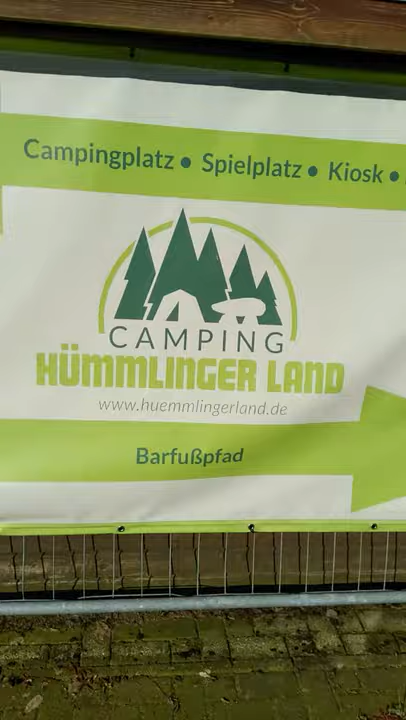 Campingplatz • Spielplatz • Kiosk •
CAMPING
HÜMMLINGER LAND
www.huemmlingerland.de
Barfußpfad